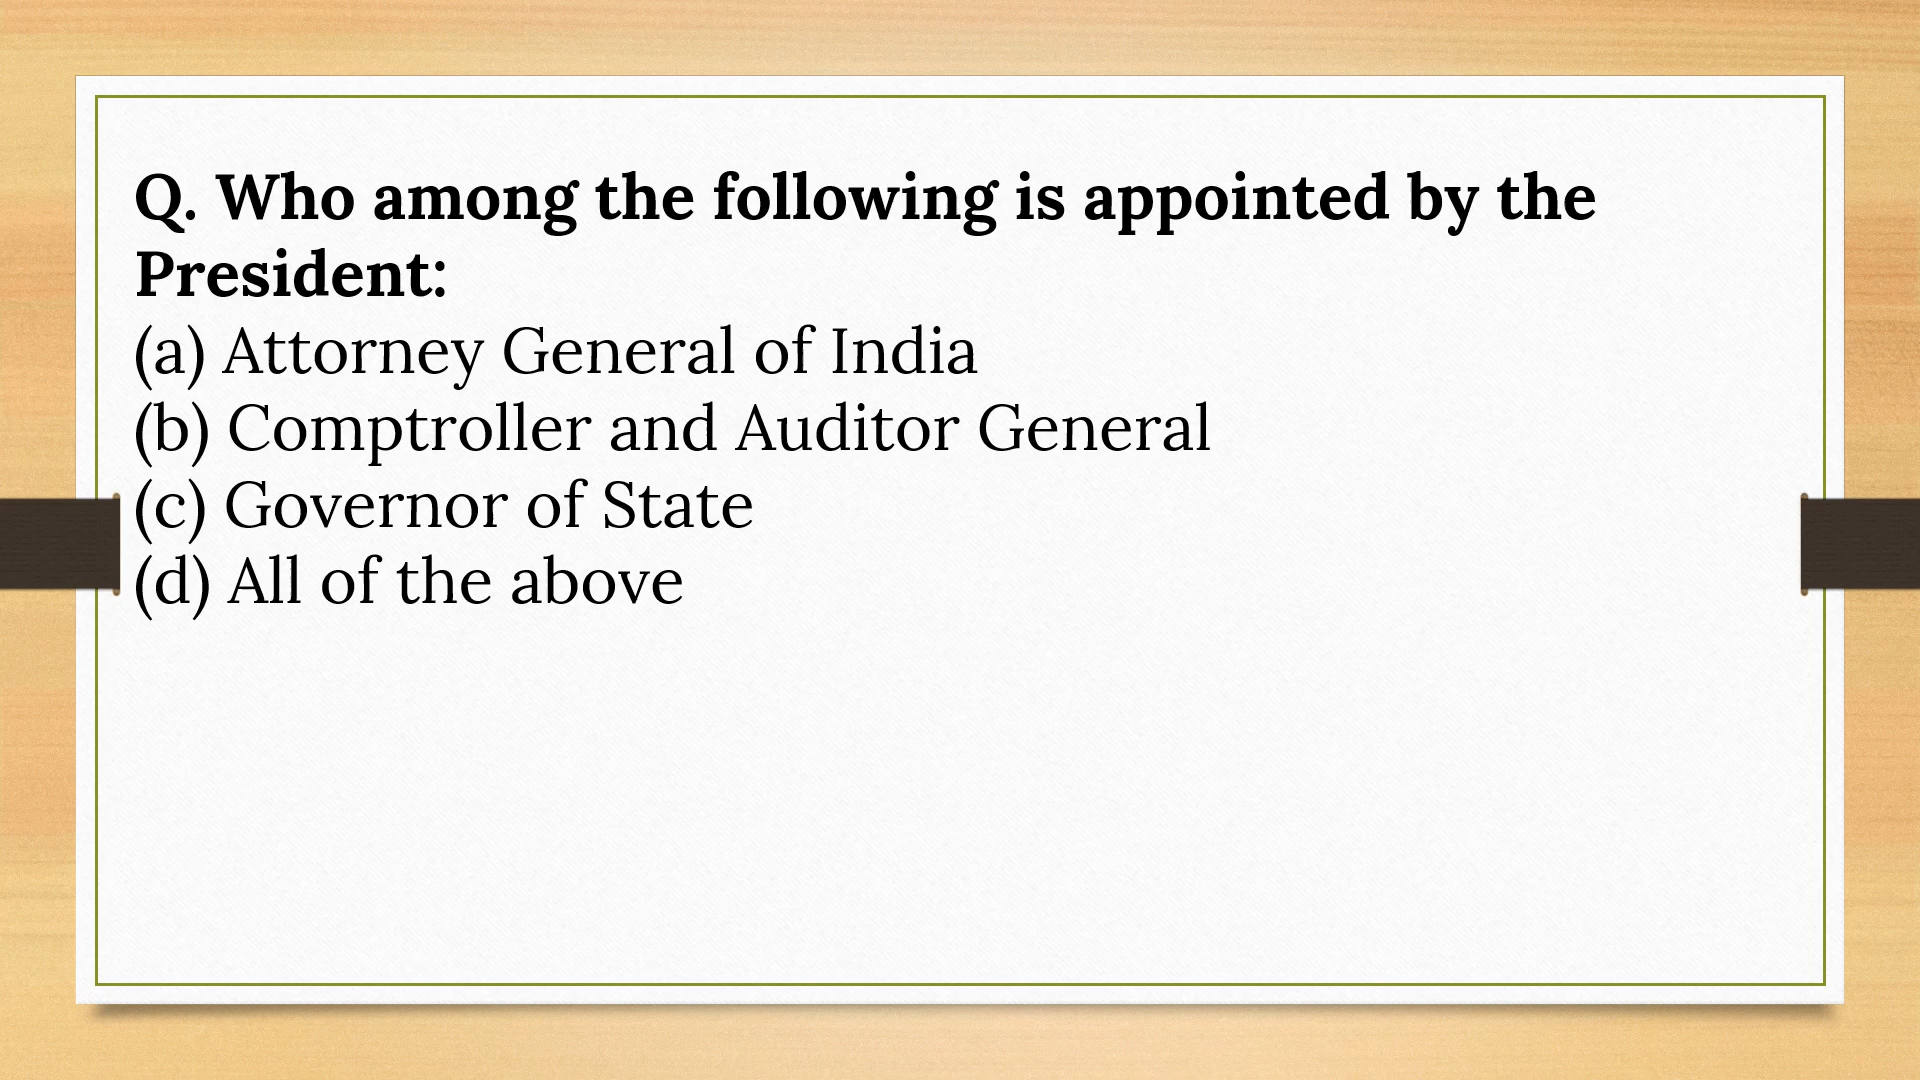 Q. Who among the following is appointed by the
President:
(a) Attorney General of India
(b) Comptroller and Auditor General
(c) Governor of State
(d) All of the above